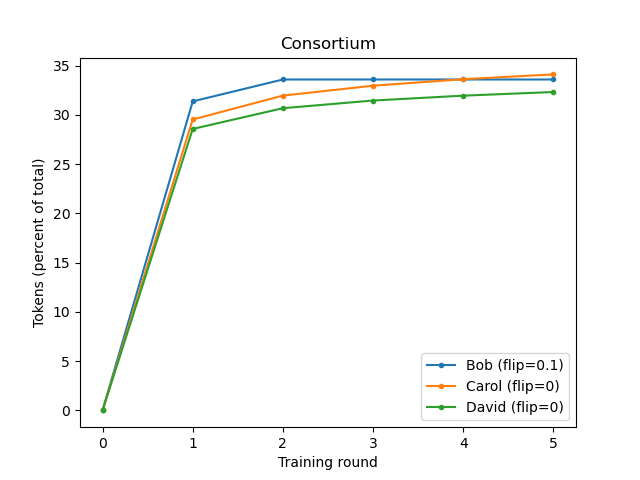 Consortium
Tokens (percent of total)
35
30
25
20
15
10
5
0
0 1 2 3 4 5
Training round
Bob (flip=0.1)
Carol (flip=0)
David (flip=0)